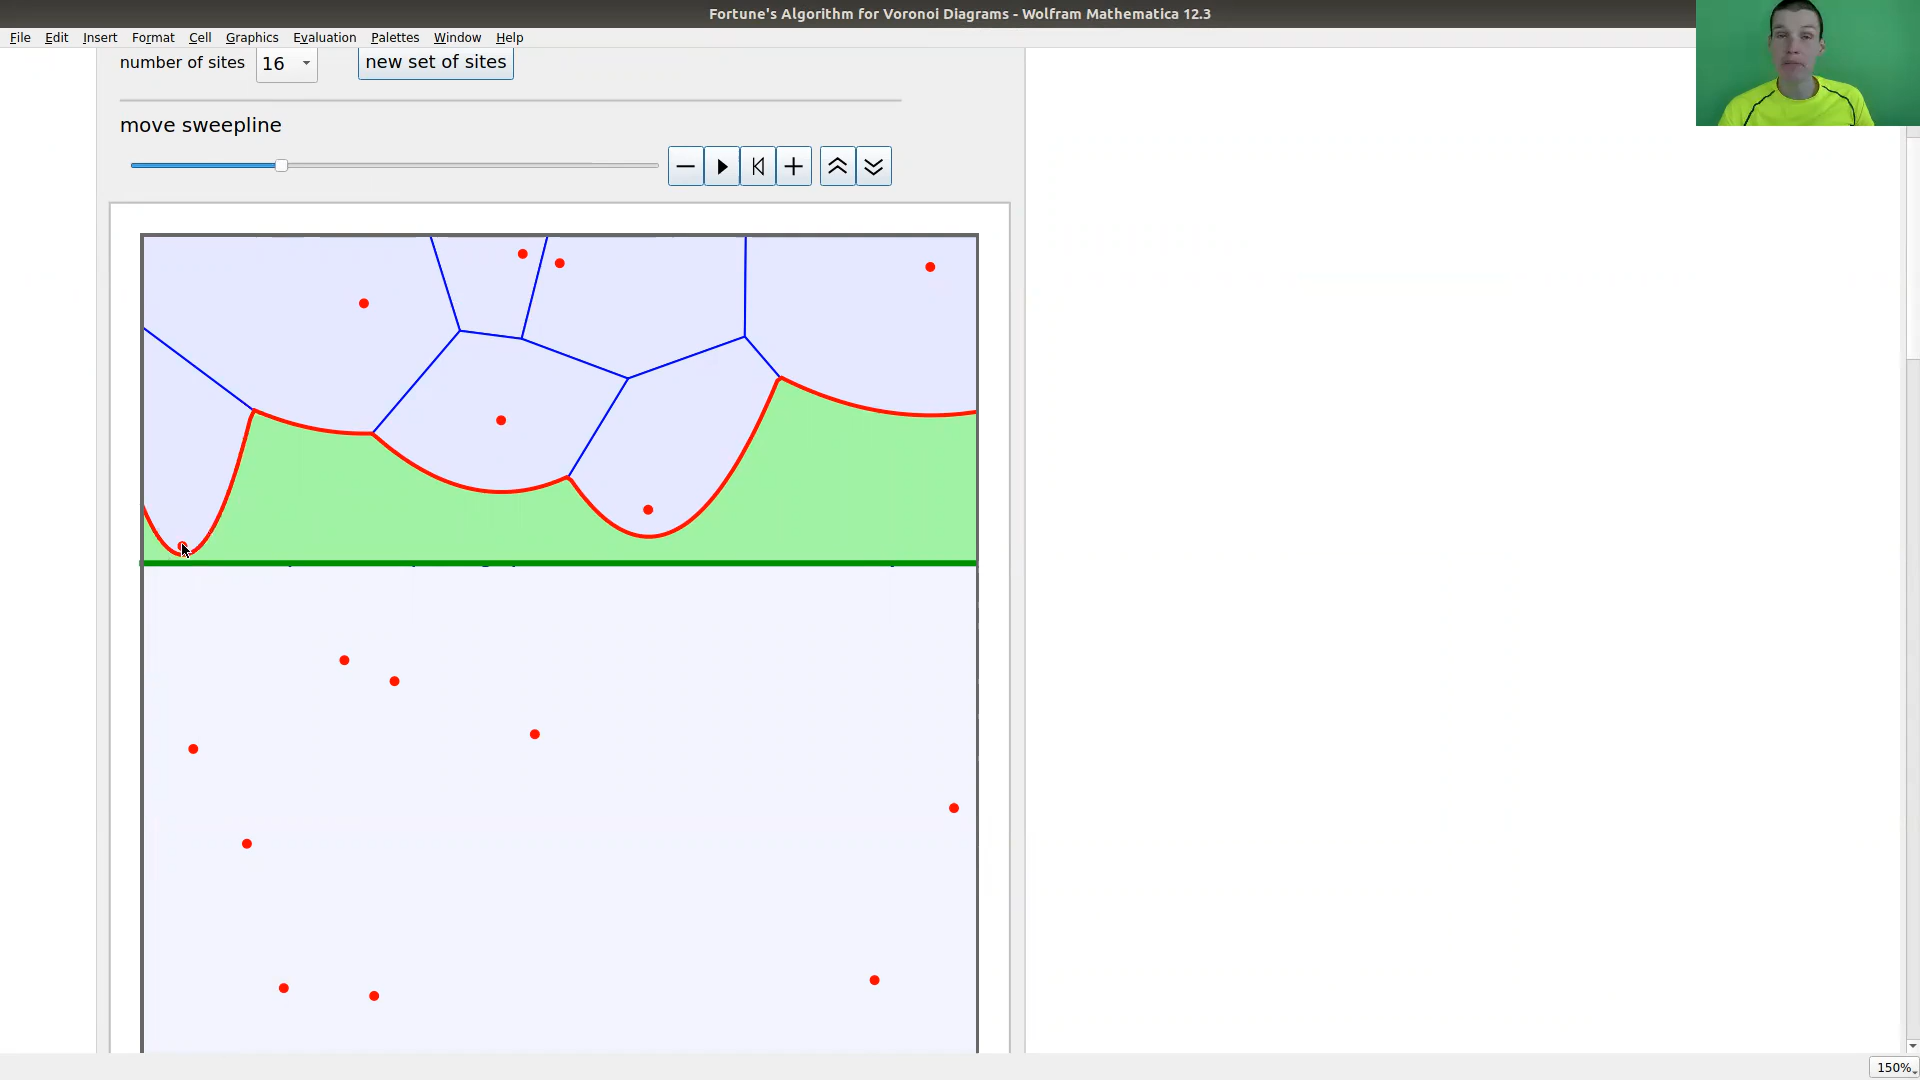 Fortune's Algorithm for Voronoi Diagrams - Wolfram Mathematica 12.3
File Edit Insert Format Cell Graphics Evaluation Palettes Window Help
number of sites 16 new set of sites
move sweepline
150%